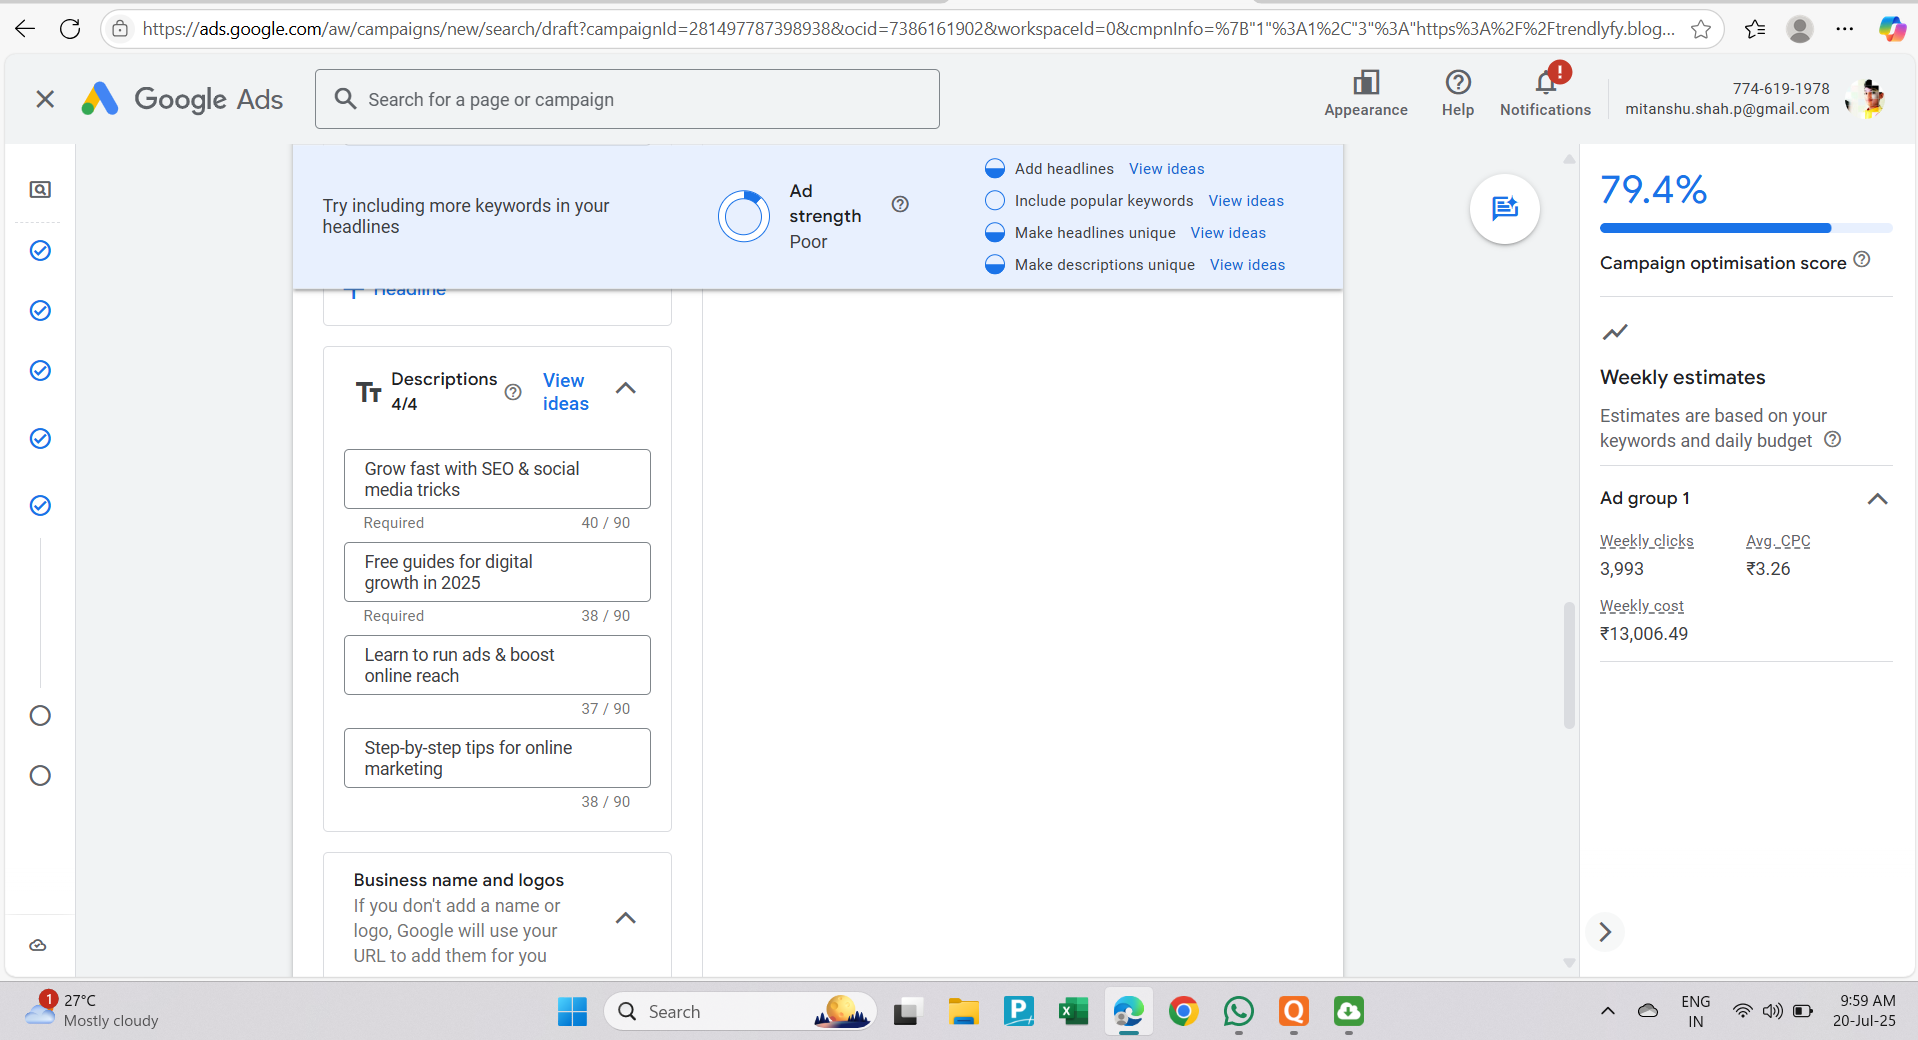 https://ads.google.com/aw/campaigns/new/search/draft?campaignId=281497787398938&ocid=7386161902&workspaceId=0&cmpnInfo=%7B"1"%3A1%2C"3"%3A"https%3A%2F%2Ftrendlyfy.blog...
Google Ads
Search for a page or campaign
Appearance
Help
!
Notifications
774-619-1978
mitanshu.shah.p@gmail.com
Try including more keywords in your
headlines
Ad
strength
Poor
Add headlines View ideas
Include popular keywords View ideas
Make headlines unique View ideas
Make descriptions unique View ideas
+ Headline
Descriptions
4/4
View
ideas
Grow fast with SEO & social
media tricks
Required 40 / 90
Free guides for digital
growth in 2025
Required 38 / 90
Learn to run ads & boost
online reach
37 / 90
Step-by-step tips for online
marketing
38 / 90
Business name and logos
If you don't add a name or
logo, Google will use your
URL to add them for you
79.4%
Campaign optimisation score
Weekly estimates
Estimates are based on your
keywords and daily budget
Ad group 1
Weekly clicks Avg. CPC
3,993 ₹3.26
Weekly cost
₹13,006.49
1
27°C
Mostly cloudy
Search
ENG
IN
9:59 AM
20-Jul-25